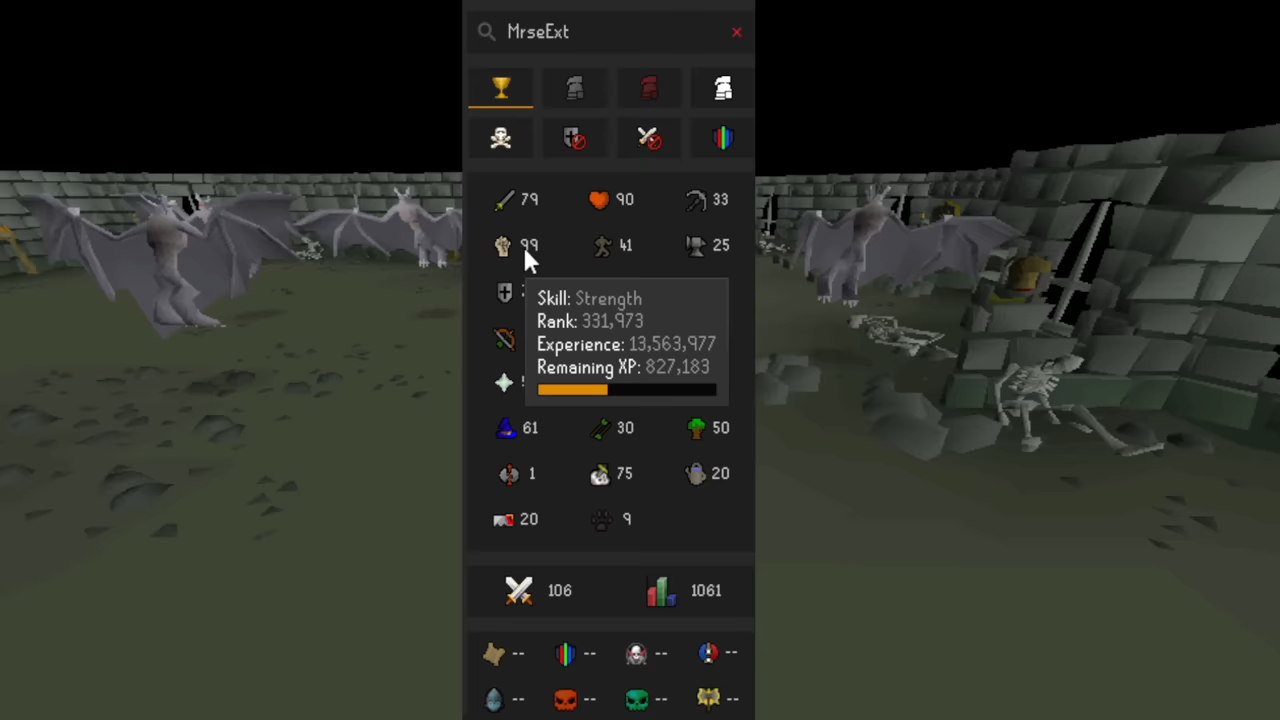 MrseExt
79 90 33
99 41 25
Skill: Strength
Rank: 331,973
Experience: 13,563,977
Remaining XP: 827,183
61 30 50
1 75 20
20 9
106 1061
-- -- -- --
-- -- -- --